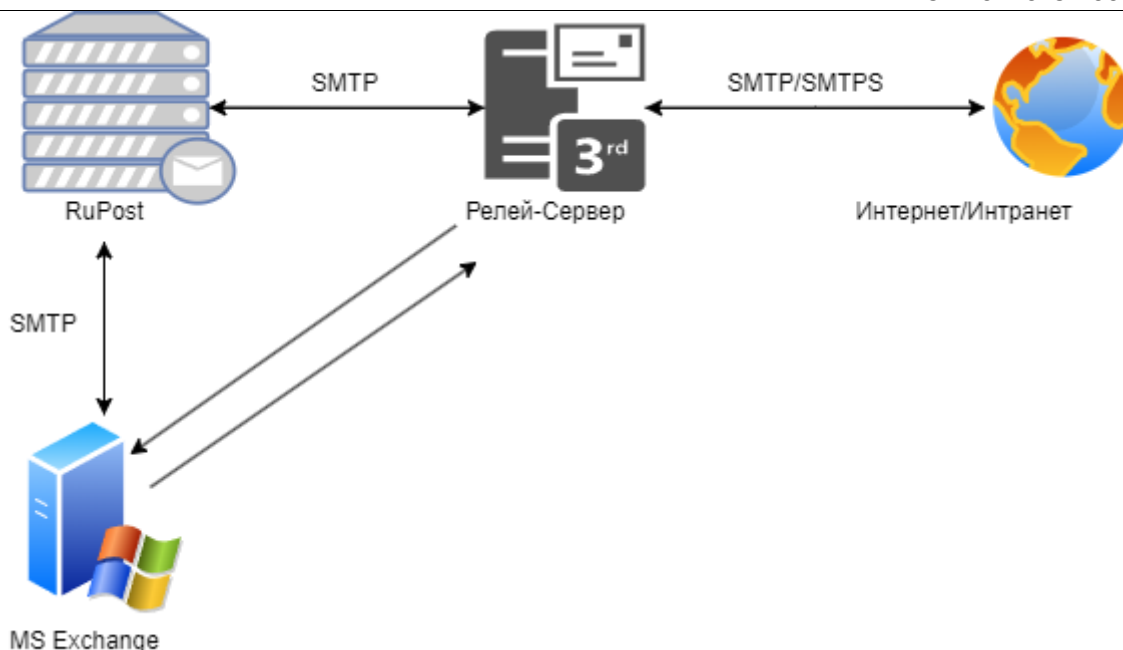 SMTP
SMTP/SMTPS
3rd
RuPost
Релей-Сервер
Интернет/Интранет
SMTP
MS Exchange